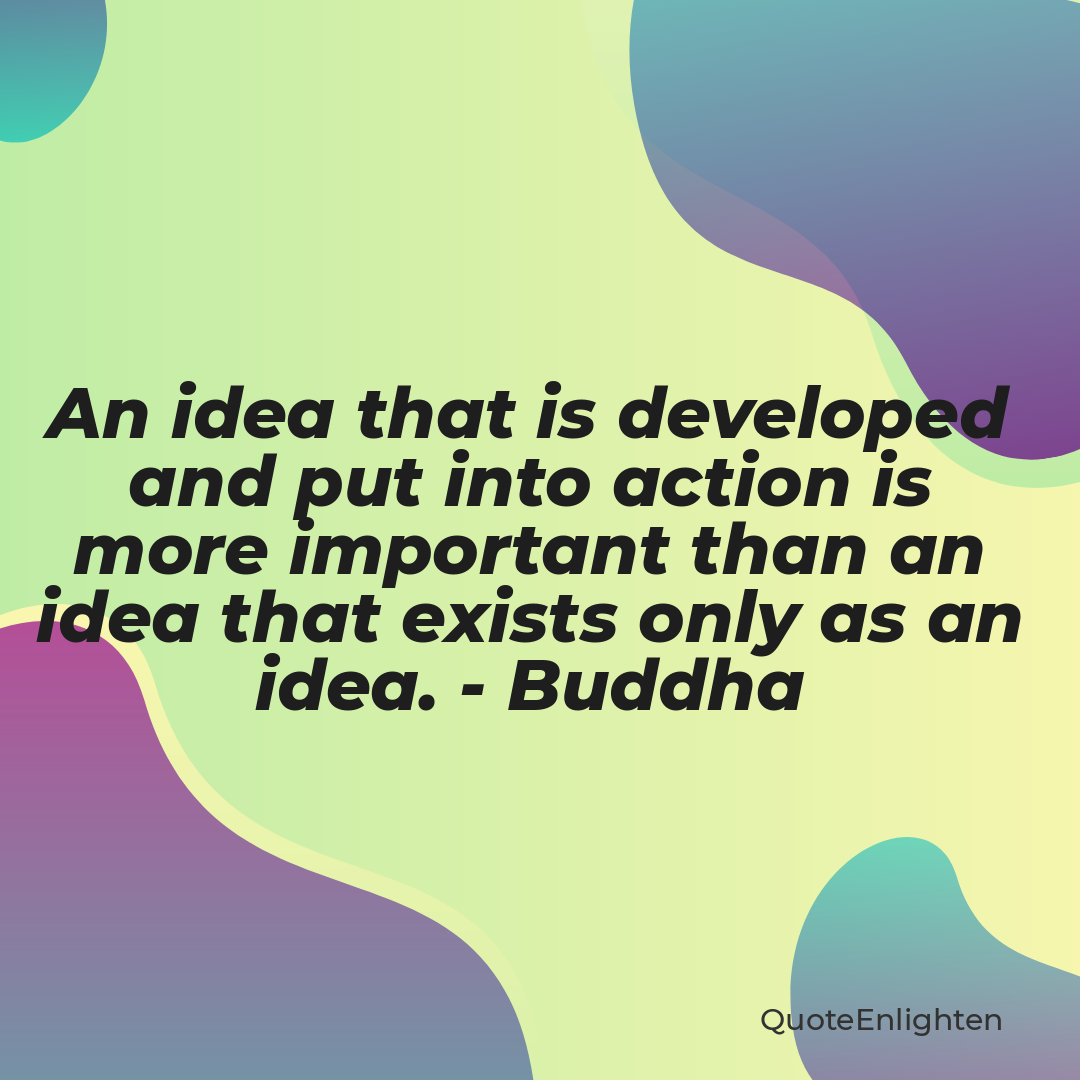 An idea that is developed
and put into action is
more important than an
idea that exists only as an
idea. - Buddha
QuoteEnlighten